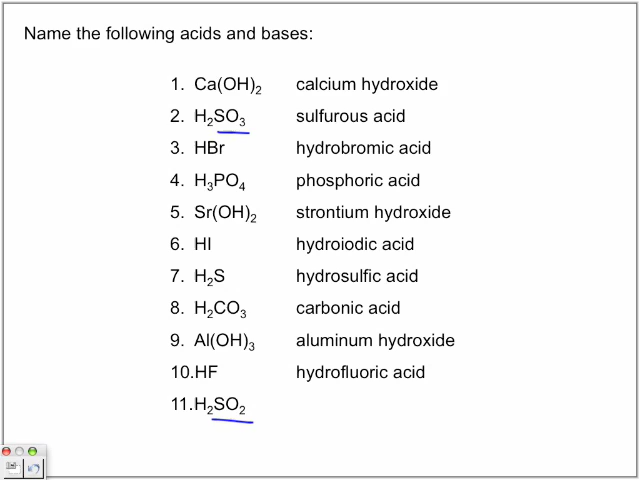 Name the following acids and bases:
1. Ca(OH)₂ calcium hydroxide
2. H₂SO₃ sulfurous acid
3. HBr hydrobromic acid
4. H₃PO₄ phosphoric acid
5. Sr(OH)₂ strontium hydroxide
6. HI hydroiodic acid
7. H₂S hydrosulfic acid
8. H₂CO₃ carbonic acid
9. Al(OH)₃ aluminum hydroxide
10.HF hydrofluoric acid
11.H₂SO₂